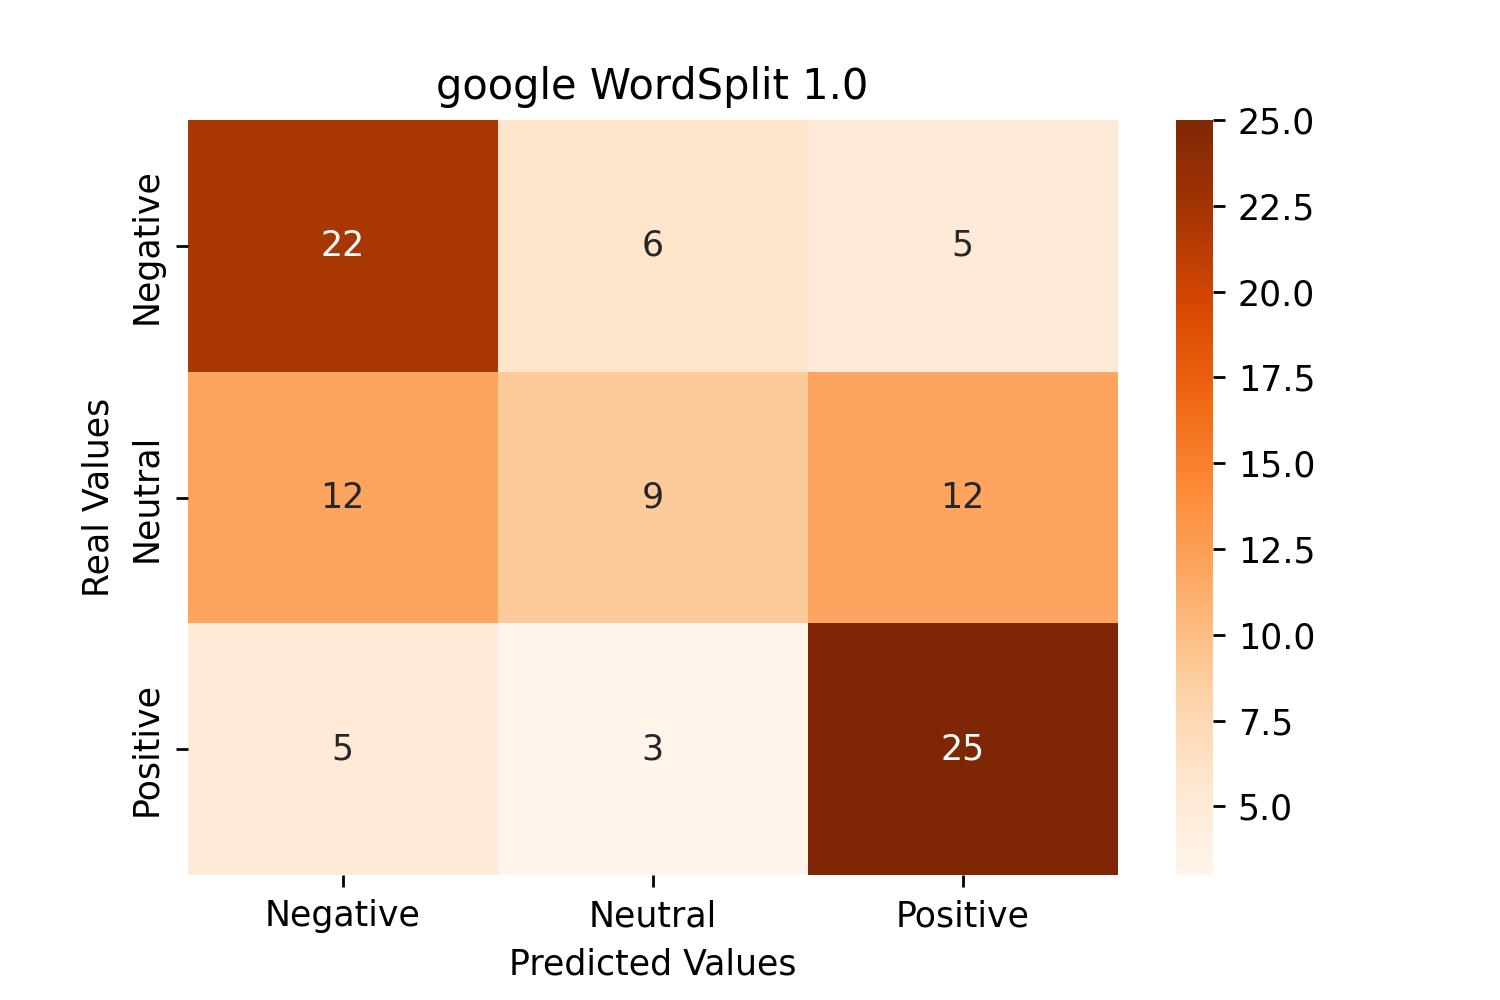 google WordSplit 1.0
Real Values
Negative
22 6 5
Neutral
12 9 12
Positive
5 3 25
Negative Neutral Positive
Predicted Values
25.0
22.5
20.0
17.5
15.0
12.5
10.0
7.5
5.0